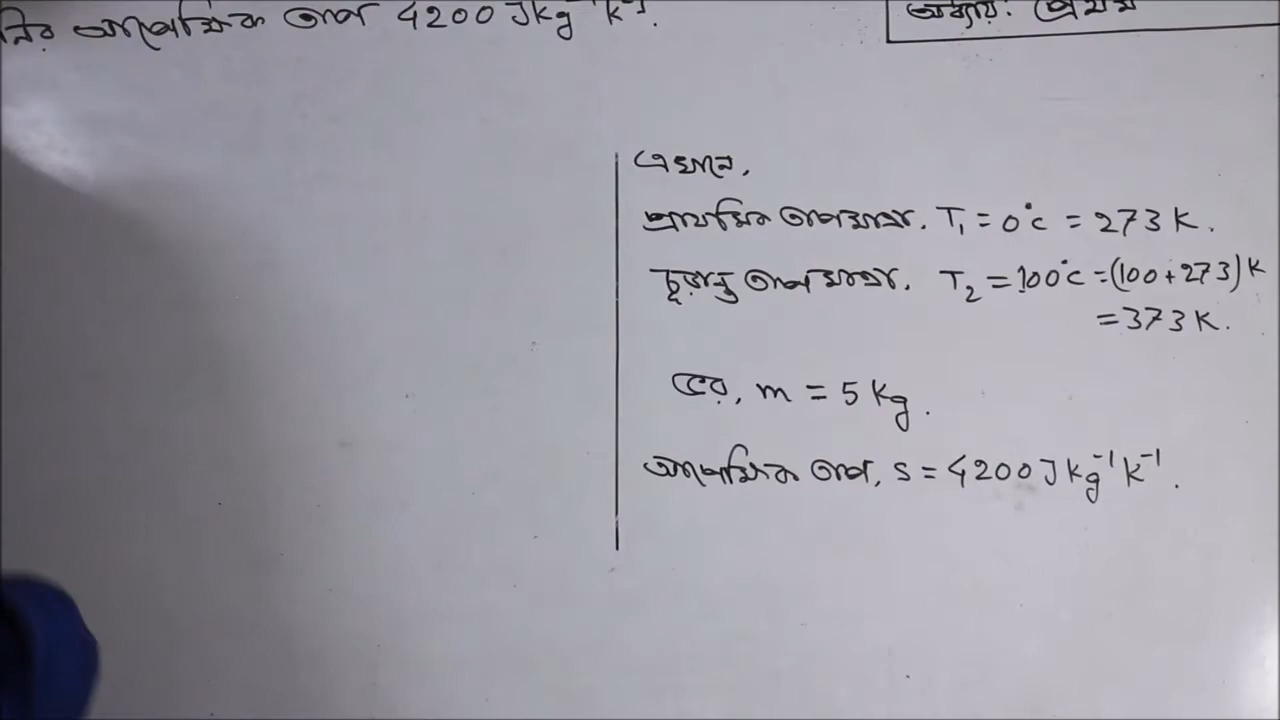 নির আপেক্ষিক তাপ 4200 Jkg⁻¹k⁻¹.
অধ্যায়: প্রথম
এখানে,
প্রাথমিক তাপমাত্রা. T₁ = 0°c = 273 K.
চূড়ান্ত তাপমাত্রা. T₂ = 100°c = (100+273) K
= 373 K.
ভর, m = 5 kg.
আপেক্ষিক তাপ, s = 4200 J kg⁻¹ k⁻¹.